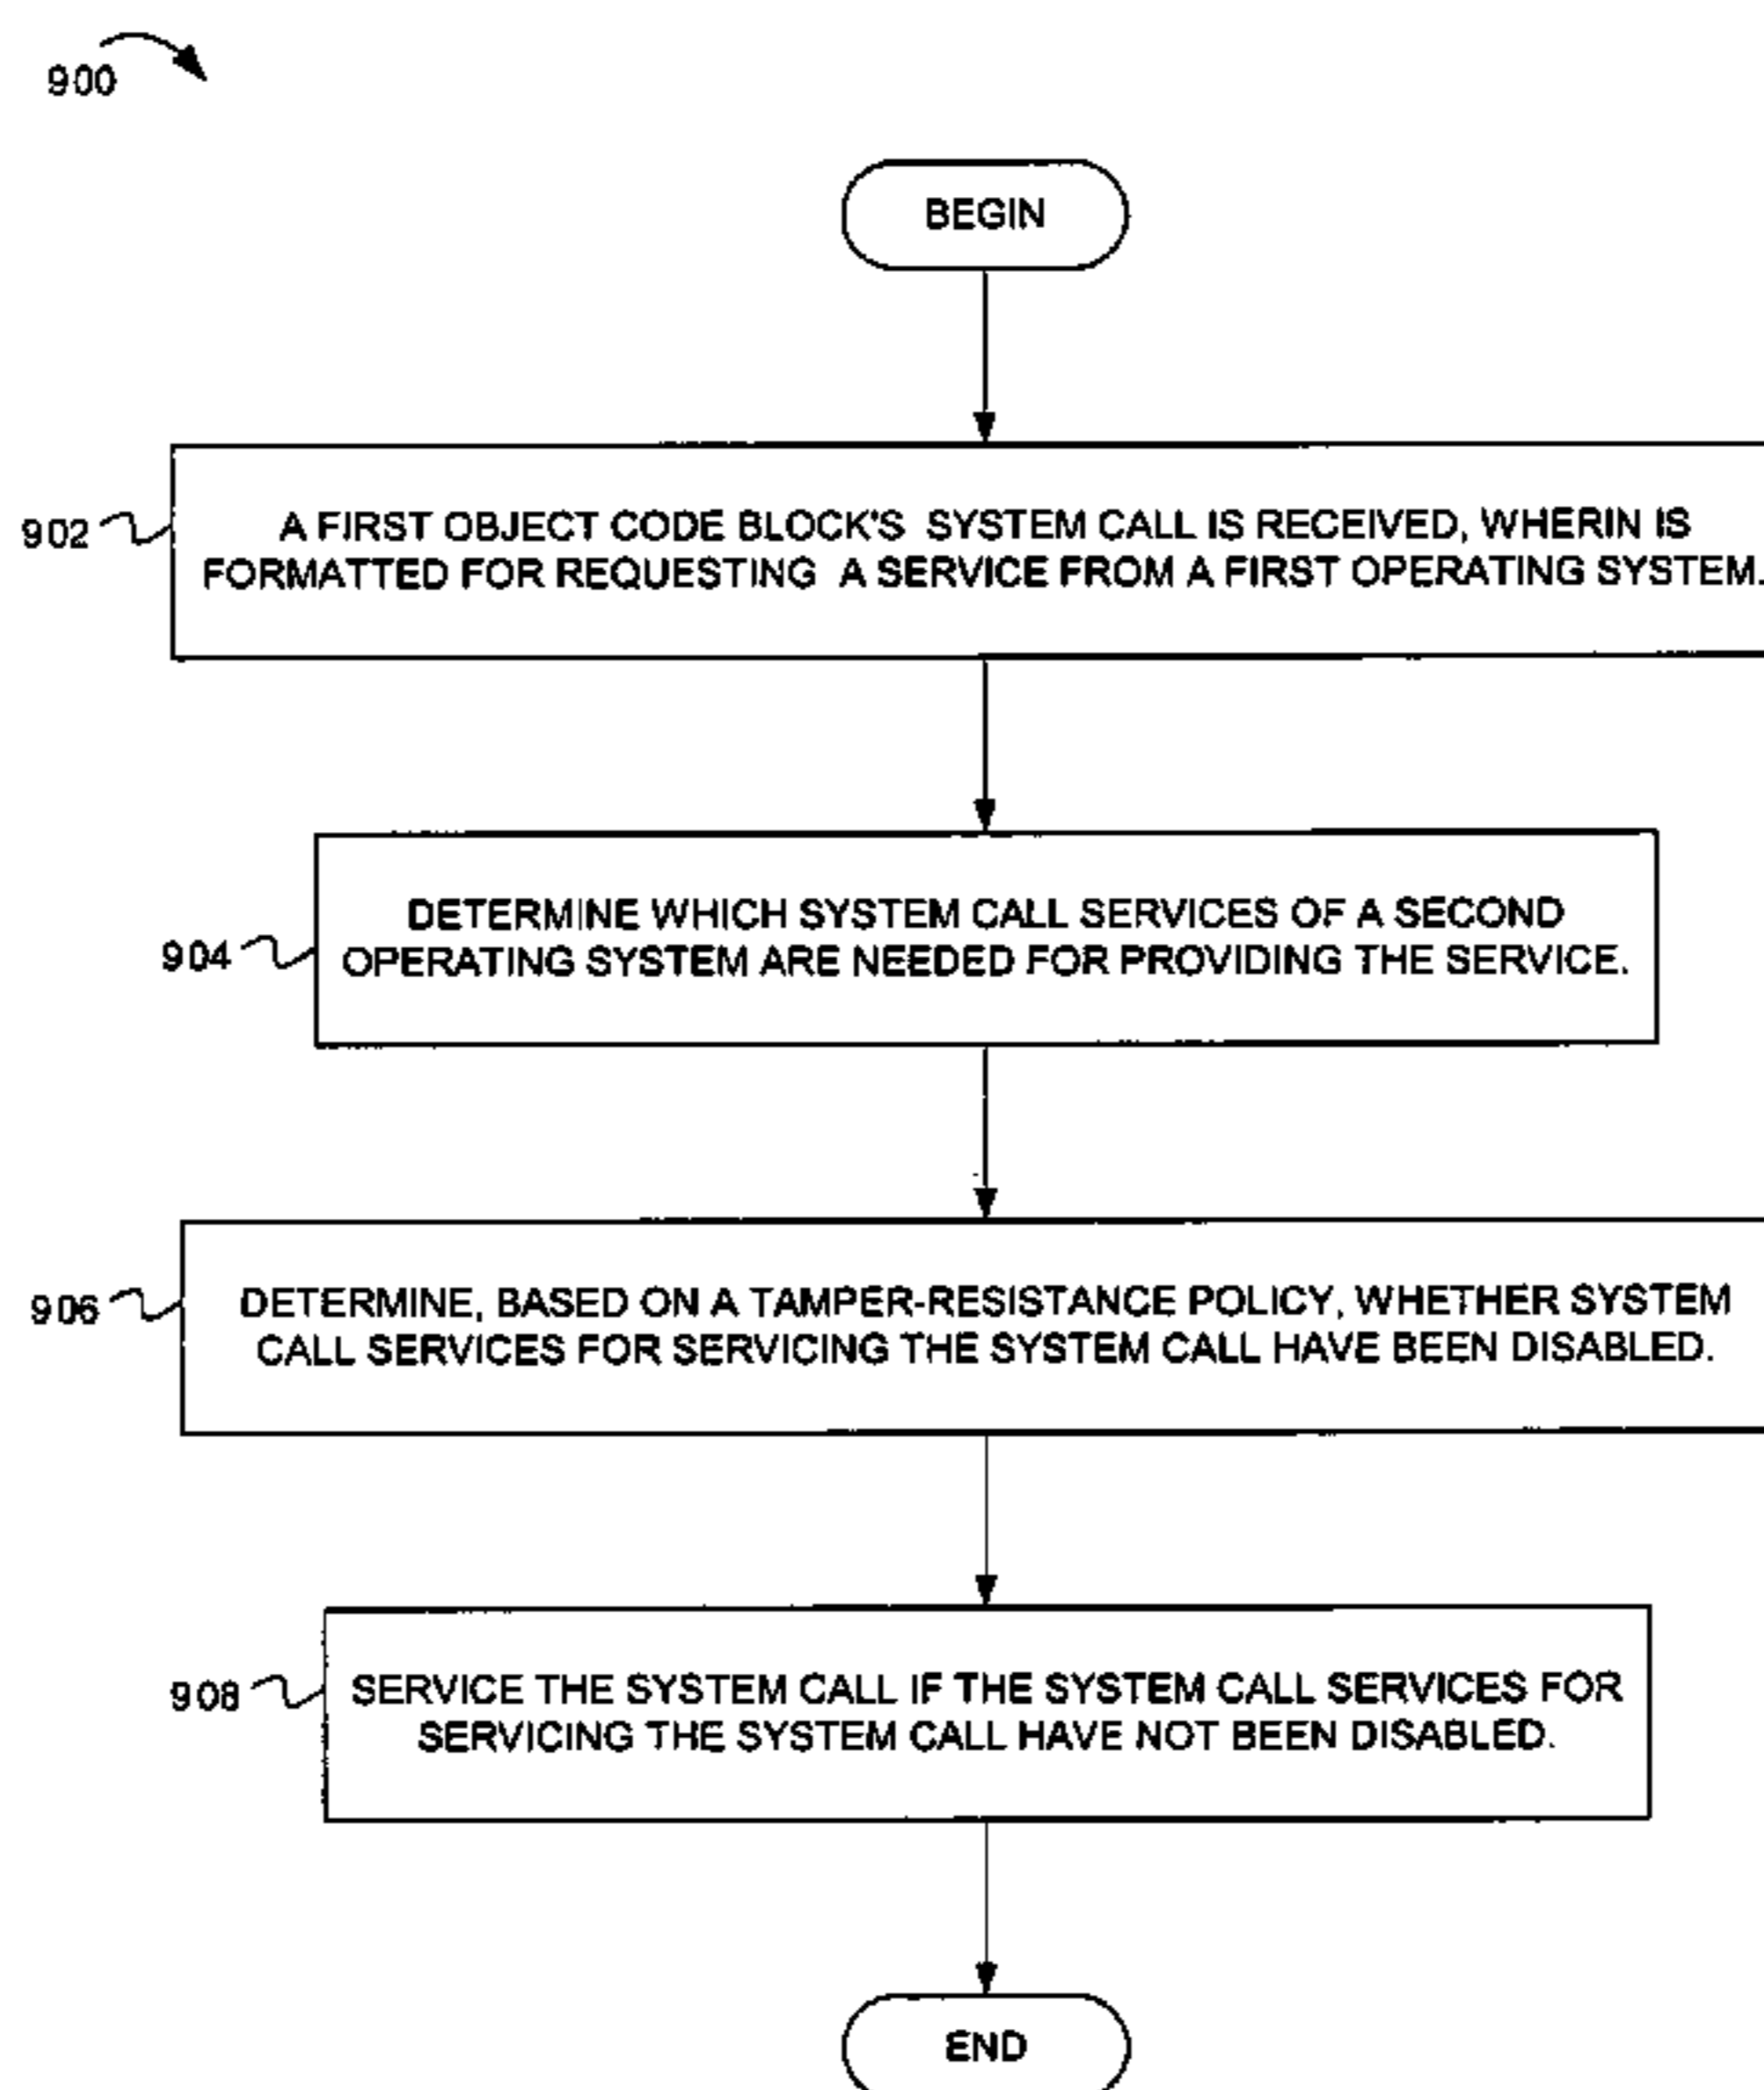 900
BEGIN
902
A FIRST OBJECT CODE BLOCK'S SYSTEM CALL IS RECEIVED, WHERIN IS
FORMATTED FOR REQUESTING A SERVICE FROM A FIRST OPERATING SYSTEM.
904
DETERMINE WHICH SYSTEM CALL SERVICES OF A SECOND
OPERATING SYSTEM ARE NEEDED FOR PROVIDING THE SERVICE.
906
DETERMINE, BASED ON A TAMPER-RESISTANCE POLICY, WHETHER SYSTEM
CALL SERVICES FOR SERVICING THE SYSTEM CALL HAVE BEEN DISABLED.
908
SERVICE THE SYSTEM CALL IF THE SYSTEM CALL SERVICES FOR
SERVICING THE SYSTEM CALL HAVE NOT BEEN DISABLED.
END